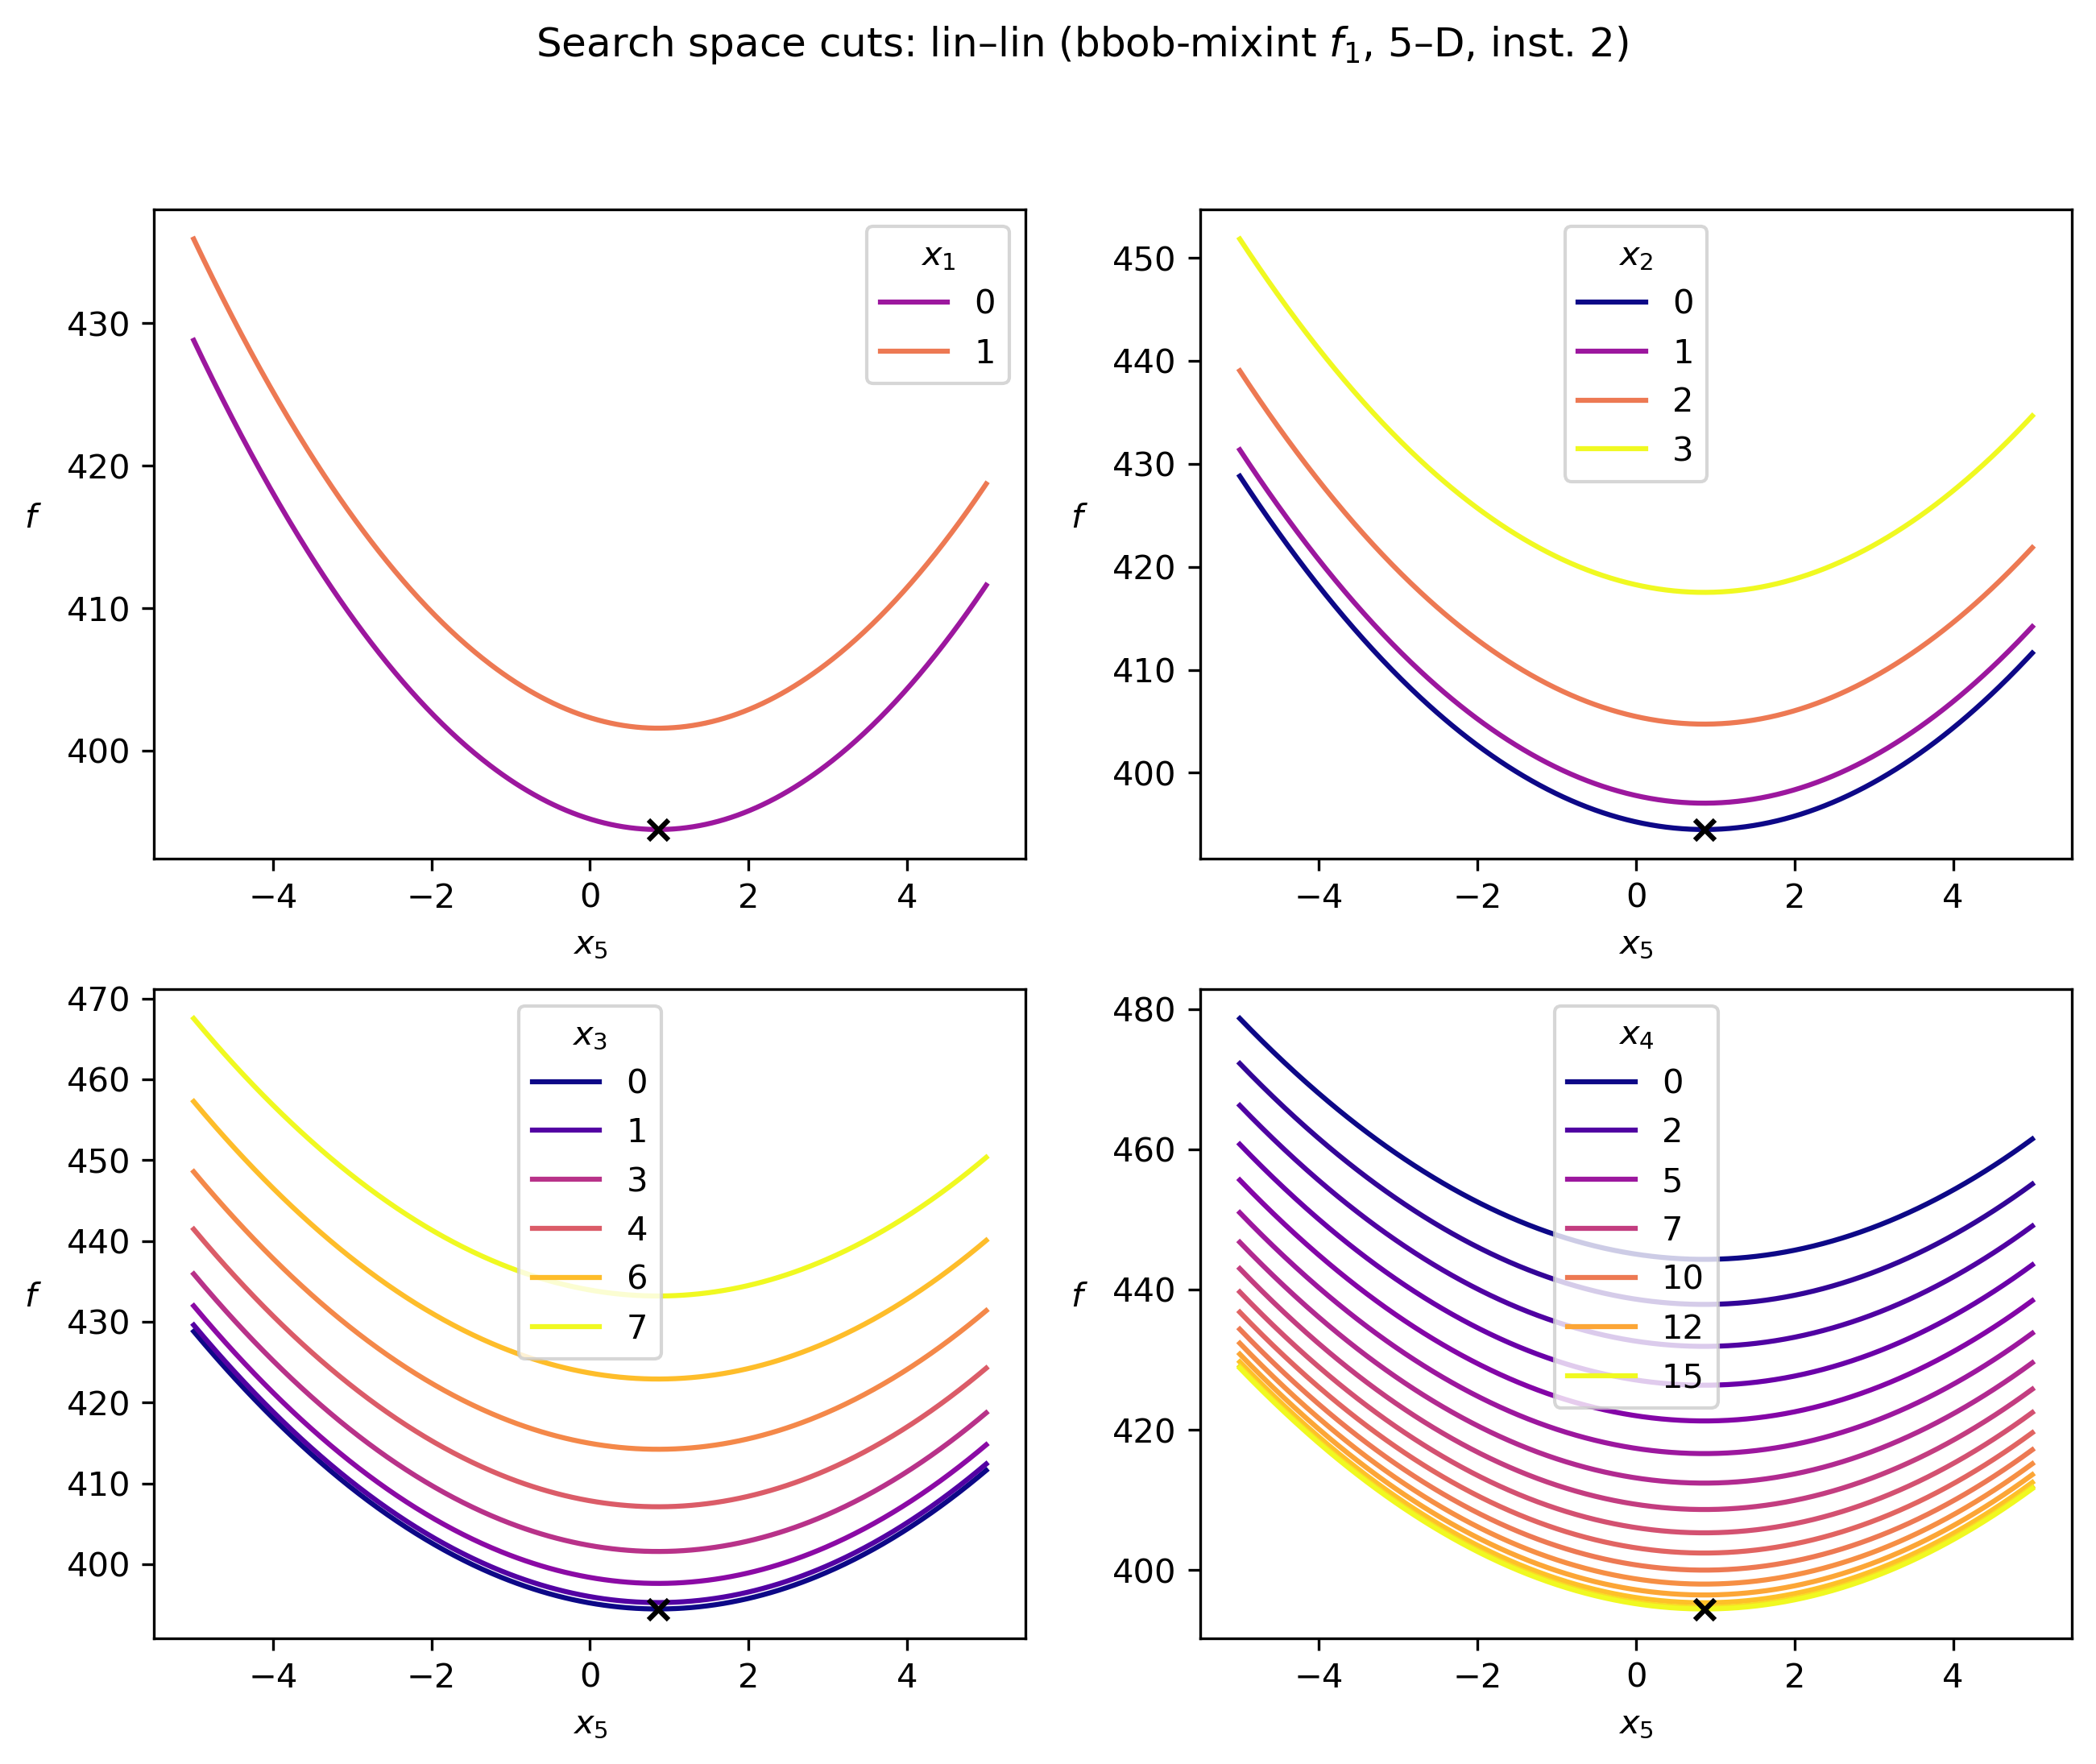 Search space cuts: lin–lin (bbob-mixint f₁, 5–D, inst. 2)
430
420
410
400
f
−4 −2 0 2 4
x₅
x₁
0
1
450
440
430
420
410
400
f
−4 −2 0 2 4
x₅
x₂
0
1
2
3
470
460
450
440
430
420
410
400
f
−4 −2 0 2 4
x₅
x₃
0
1
3
4
6
7
480
460
440
420
400
f
−4 −2 0 2 4
x₅
x₄
0
2
5
7
10
12
15